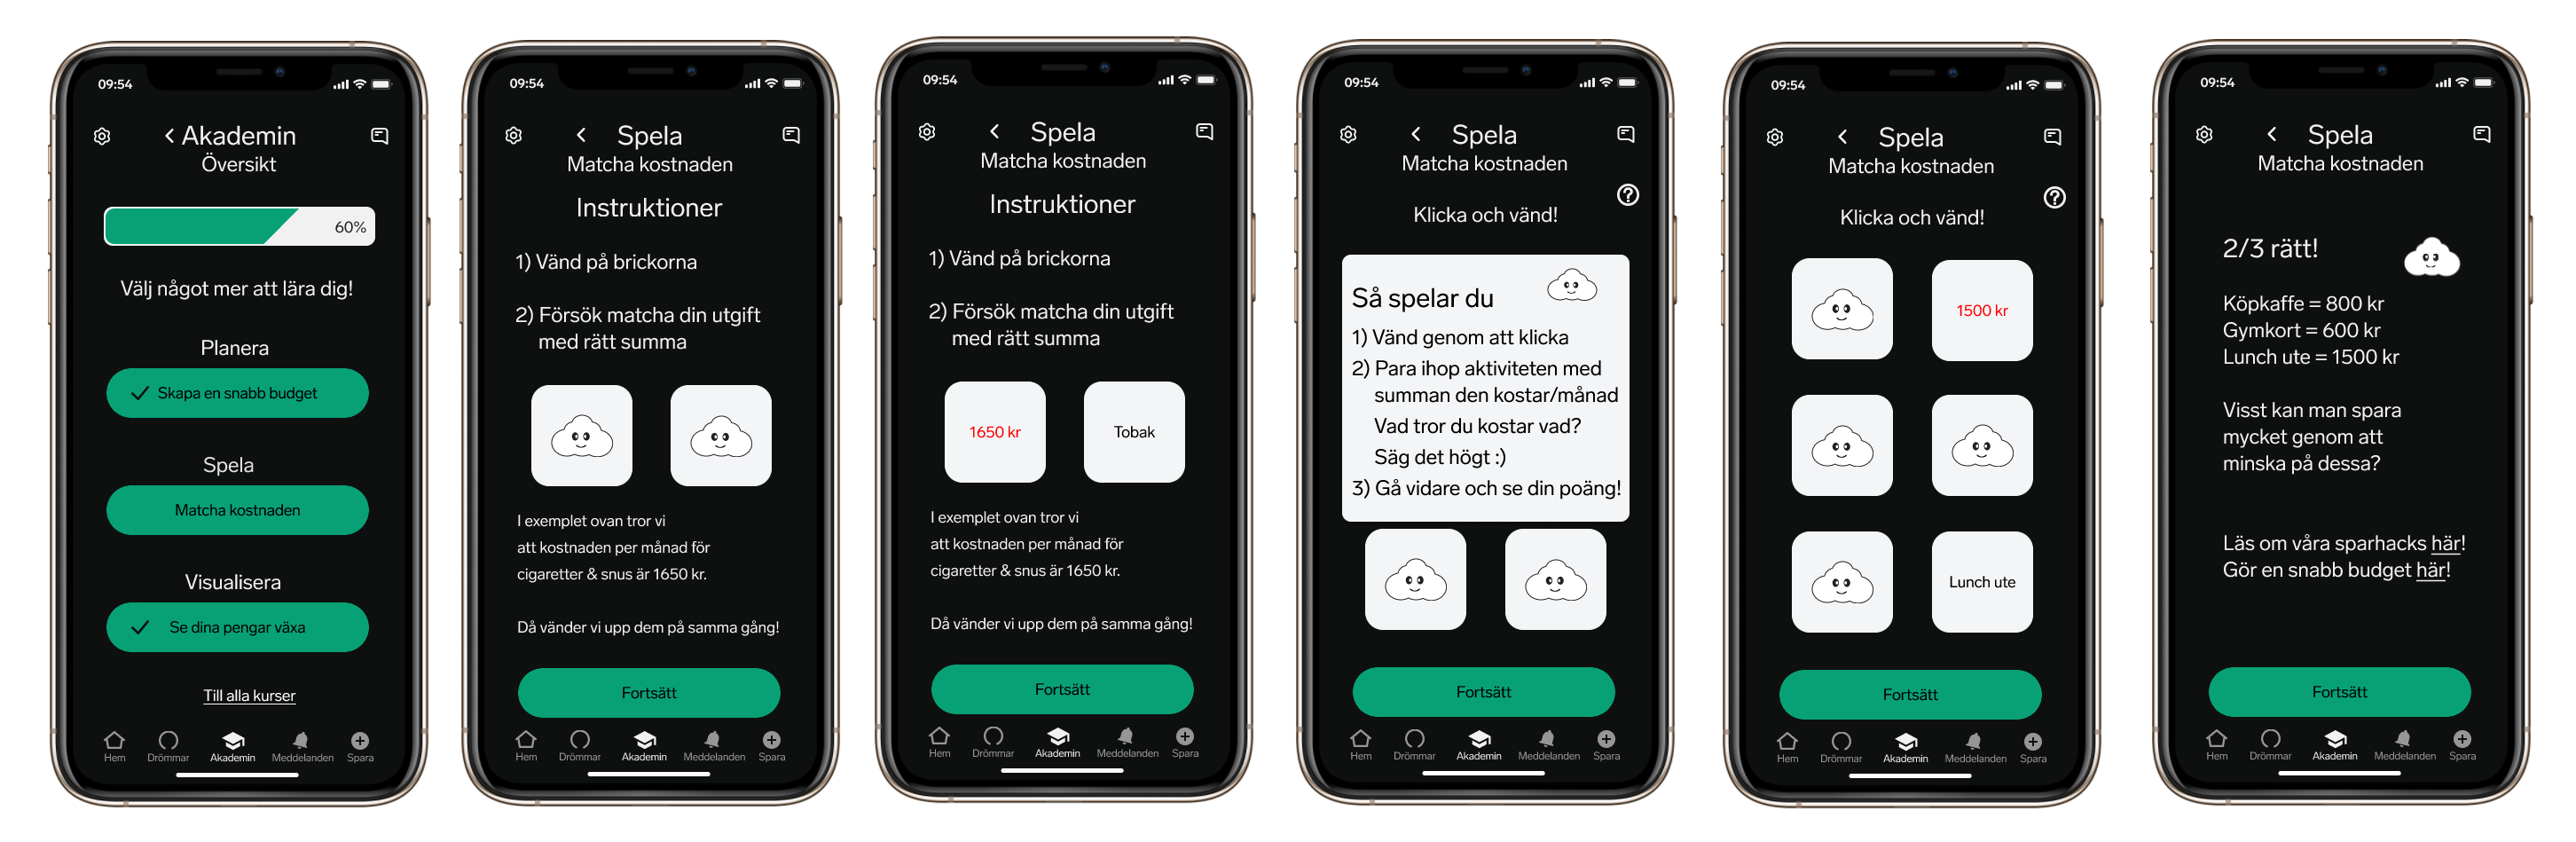 09:54
Akademin
Översikt
60%
Välj något mer att lära dig!
Planera
Skapa en snabb budget
Spela
Matcha kostnaden
Visualisera
Se dina pengar växa
Till alla kurser
Hem Drömmar Akademin Meddelanden Spara
09:54
Spela
Matcha kostnaden
Instruktioner
1) Vänd på brickorna
2) Försök matcha din utgift
med rätt summa
I exemplet ovan tror vi
att kostnaden per månad för
cigaretter & snus är 1650 kr.
Då vänder vi upp dem på samma gång!
Fortsätt
Hem Drömmar Akademin Meddelanden Spara
09:54
Spela
Matcha kostnaden
Instruktioner
1) Vänd på brickorna
2) Försök matcha din utgift
med rätt summa
1650 kr Tobak
I exemplet ovan tror vi
att kostnaden per månad för
cigaretter & snus är 1650 kr.
Då vänder vi upp dem på samma gång!
Fortsätt
Hem Drömmar Akademin Meddelanden Spara
09:54
Spela
Matcha kostnaden
?
Klicka och vänd!
Så spelar du
1) Vänd genom att klicka
2) Para ihop aktiviteten med
summan den kostar/månad
Vad tror du kostar vad?
Säg det högt :)
3) Gå vidare och se din poäng!
Fortsätt
Hem Drömmar Akademin Meddelanden Spara
09:54
Spela
Matcha kostnaden
?
Klicka och vänd!
1500 kr
Lunch ute
Fortsätt
Hem Drömmar Akademin Meddelanden Spara
09:54
Spela
Matcha kostnaden
2/3 rätt!
Köpkaffe = 800 kr
Gymkort = 600 kr
Lunch ute = 1500 kr
Visst kan man spara
mycket genom att
minska på dessa?
Läs om våra sparhacks här!
Gör en snabb budget här!
Fortsätt
Hem Drömmar Akademin Meddelanden Spara